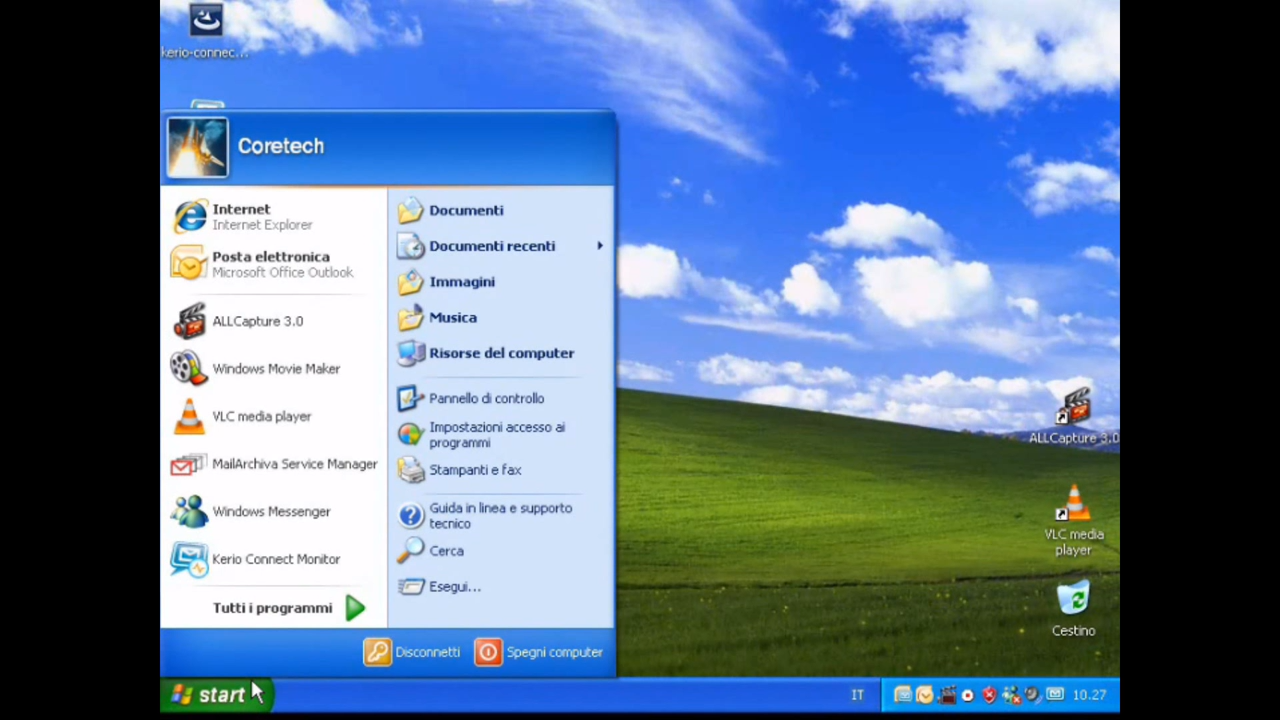 kerio-connec...
Coretech
Internet
Internet Explorer
Posta elettronica
Microsoft Office Outlook
ALLCapture 3.0
Windows Movie Maker
VLC media player
MailArchiva Service Manager
Windows Messenger
Kerio Connect Monitor
Tutti i programmi
Documenti
Documenti recenti
Immagini
Musica
Risorse del computer
Pannello di controllo
Impostazioni accesso ai
programmi
Stampanti e fax
Guida in linea e supporto
tecnico
Cerca
Esegui...
Disconnetti
Spegni computer
ALLCapture 3.0
VLC media
player
Cestino
start
IT
10.27